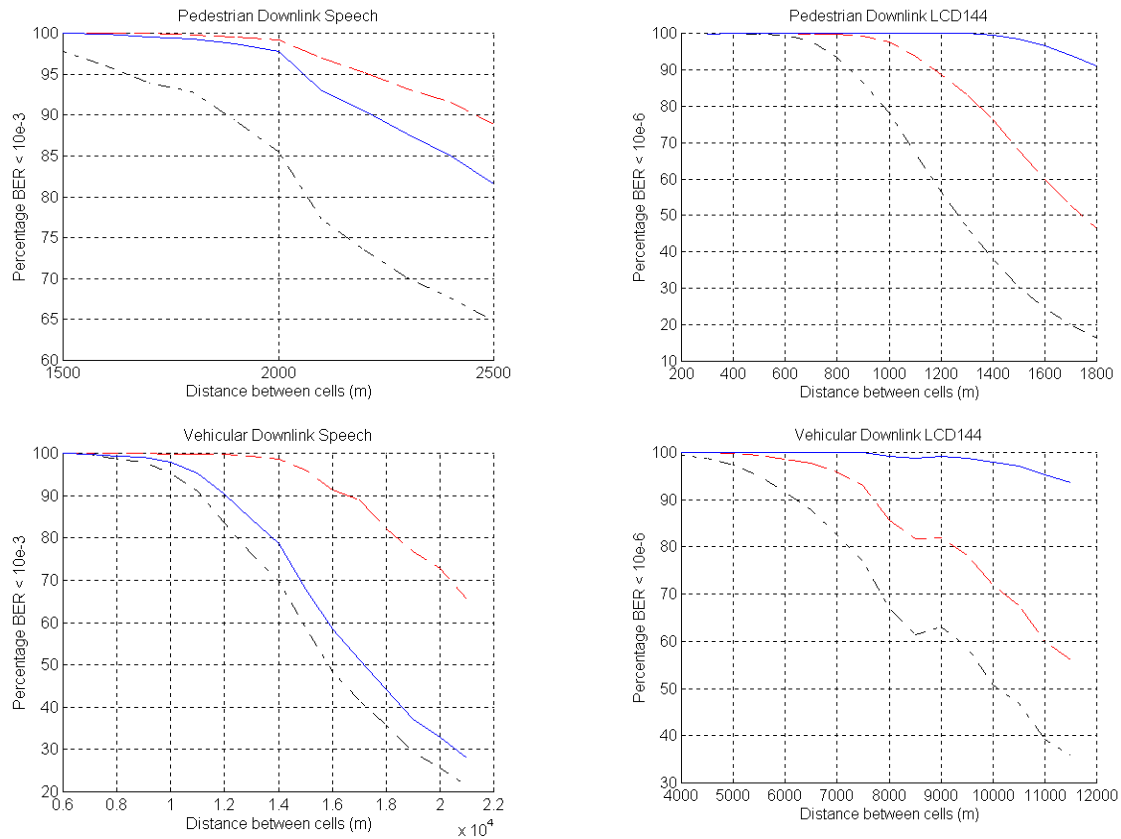 Pedestrian Downlink Speech
100
95
90
85
80
75
70
65
60
Percentage BER < 10e-3
1500 2000 2500
Distance between cells (m)
Pedestrian Downlink LCD144
100
90
80
70
60
50
40
30
20
10
Percentage BER < 10e-6
200 400 600 800 1000 1200 1400 1600 1800
Distance between cells (m)
Vehicular Downlink Speech
100
90
80
70
60
50
40
30
20
Percentage BER < 10e-3
0.6 0.8 1 1.2 1.4 1.6 1.8 2 2.2
Distance between cells (m)
x 10^4
Vehicular Downlink LCD144
100
90
80
70
60
50
40
30
Percentage BER < 10e-6
4000 5000 6000 7000 8000 9000 10000 11000 12000
Distance between cells (m)